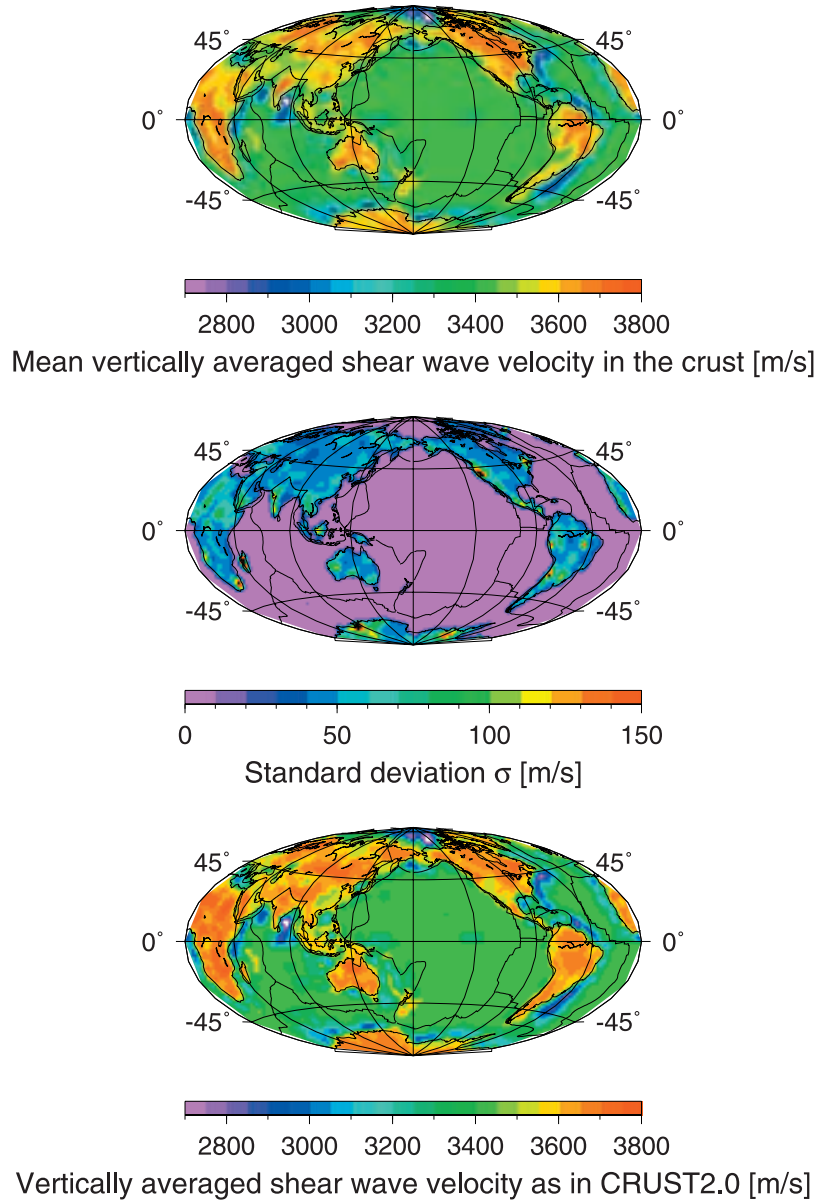 45˚ 45˚
0˚ 0˚
-45˚ -45˚
2800 3000 3200 3400 3600 3800
Mean vertically averaged shear wave velocity in the crust [m/s]
45˚ 45˚
0˚ 0˚
-45˚ -45˚
0 50 100 150
Standard deviation σ [m/s]
45˚ 45˚
0˚ 0˚
-45˚ -45˚
2800 3000 3200 3400 3600 3800
Vertically averaged shear wave velocity as in CRUST2.0 [m/s]